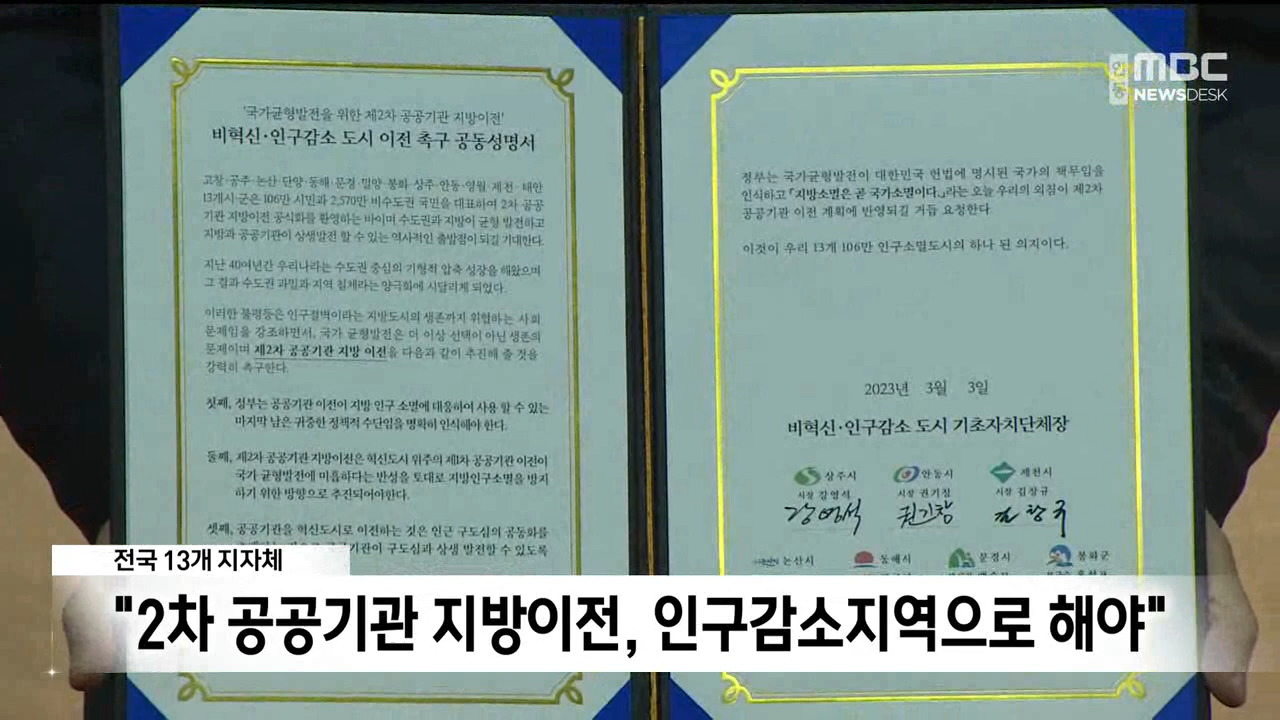 '국가균형발전을 위한 제2차 공공기관 지방이전'
비혁신·인구감소 도시 이전 촉구 공동성명서
고창·공주·논산·단양·동해·문경·밀양·봉화·상주·안동·영월·제천·태안
13개시·군은 106만 시민과 2,570만 비수도권 국민을 대표하여 2차 공공
기관 지방이전 공식화를 환영하는 바이며 수도권과 지방이 균형 발전하고
지방과 공공기관이 상생발전 할 수 있는 역사적인 출발점이 되길 기대한다.
지난 40여년간 우리나라는 수도권 중심의 기형적 압축 성장을 해왔으며
그 결과 수도권 과밀과 지역 침체라는 양극화에 시달리게 되었다.
이러한 불평등은 인구절벽이라는 지방도시의 생존까지 위협하는 사회
문제임을 강조하면서, 국가 균형발전은 더 이상 선택이 아닌 생존의
문제이며 제2차 공공기관 지방 이전을 다음과 같이 추진해 줄 것을
강력히 촉구한다.
첫째, 정부는 공공기관 이전이 지방 인구 소멸에 대응하여 사용 할 수 있는
마지막 남은 귀중한 정책적 수단임을 명확히 인식해야 한다.
둘째, 제2차 공공기관 지방이전은 혁신도시 위주의 제1차 공공기관 이전이
국가 균형발전에 미흡하다는 반성을 토대로 지방인구소멸을 방지
하기 위한 방향으로 추진되어야한다.
셋째, 공공기관을 혁신도시로 이전하는 것은 인근 구도심의 공동화를
공공기관이 구도심과 상생 발전할 수 있도록
정부는 국가균형발전이 대한민국 헌법에 명시된 국가의 책무임을
인식하고 「지방소멸은 곧 국가소멸이다.」라는 오늘 우리의 외침이 제2차
공공기관 이전 계획에 반영되길 거듭 요청한다.
이것이 우리 13개 106만 인구소멸도시의 하나 된 의지이다.
2023년 3월 3일
비혁신·인구감소 도시 기초자치단체장
상주시 안동시 제천시
시장 강영석 시장 권기창 시장 김창규
강영석 권기창 김창규
논산시 동해시 문경시 봉화군
안동 MBC
NEWSDESK
전국 13개 지자체
"2차 공공기관 지방이전, 인구감소지역으로 해야"